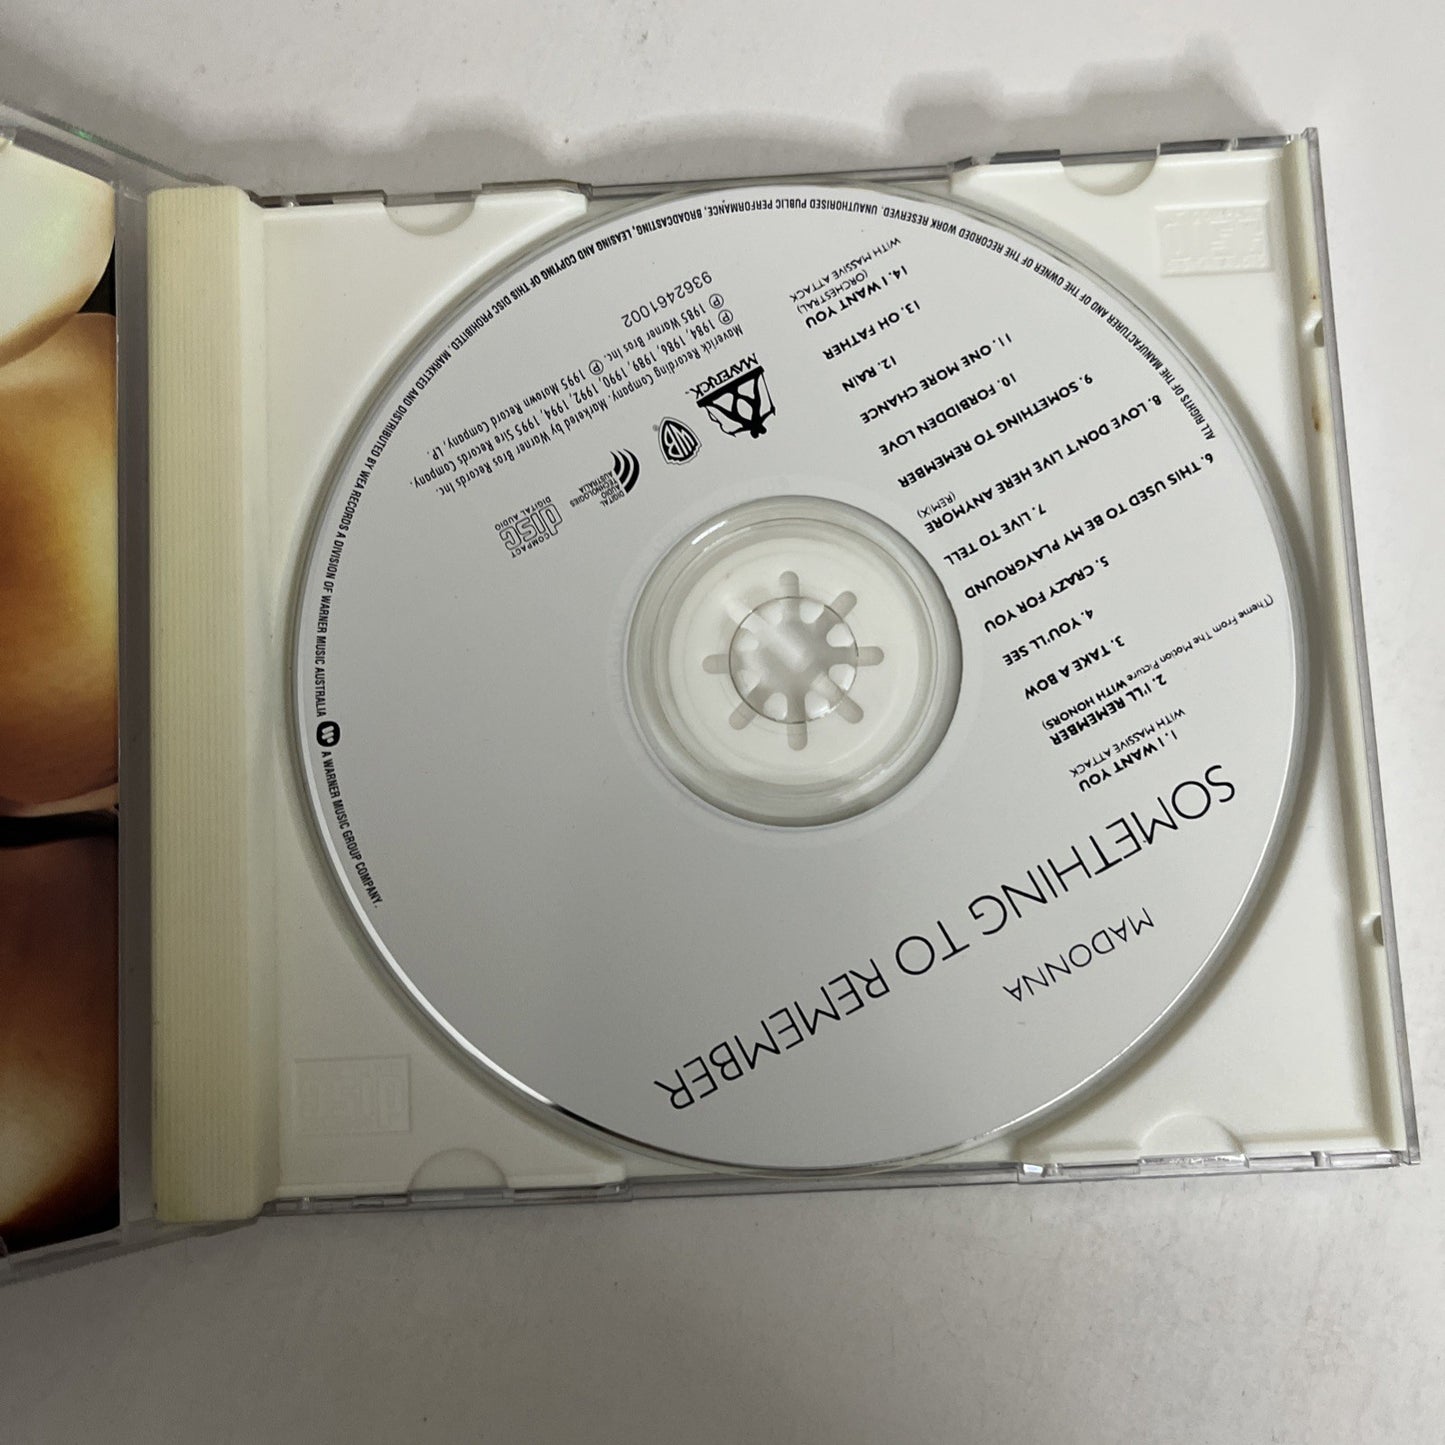 MADONNA
SOMETHING TO REMEMBER
1. I WANT YOU
WITH MASSIVE ATTACK
2. I'LL REMEMBER
(Theme From The Motion Picture WITH HONORS)
3. TAKE A BOW
4. YOU'LL SEE
5. CRAZY FOR YOU
6. THIS USED TO BE MY PLAYGROUND
7. LIVE TO TELL
8. LOVE DON'T LIVE HERE ANYMORE
(REMIX)
9. SOMETHING TO REMEMBER
10. FORBIDDEN LOVE
11. ONE MORE CHANCE
12. RAIN
13. OH FATHER
14. I WANT YOU
(ORCHESTRAL)
WITH MASSIVE ATTACK
COMPACT
disc
DIGITAL AUDIO
DIGITAL
AUDIO
TECHNOLOGIES
AUSTRALIA
WB
MAVERICK
℗ 1984, 1986, 1989, 1990, 1992, 1994, 1995 Sire Records Company.
Maverick Recording Company. Marketed by Warner Bros Records Inc.
℗ 1985 Warner Bros Inc. ℗ 1995 Motown Record Company, LP.
9362461002
ALL RIGHTS OF THE MANUFACTURER AND OF THE OWNER OF THE RECORDED WORK RESERVED. UNAUTHORISED PUBLIC PERFORMANCE, BROADCASTING, LEASING AND COPYING OF THIS DISC PROHIBITED. MARKETED AND DISTRIBUTED BY WEA RECORDS A DIVISION OF WARNER MUSIC AUSTRALIA A WARNER MUSIC GROUP COMPANY.
disc